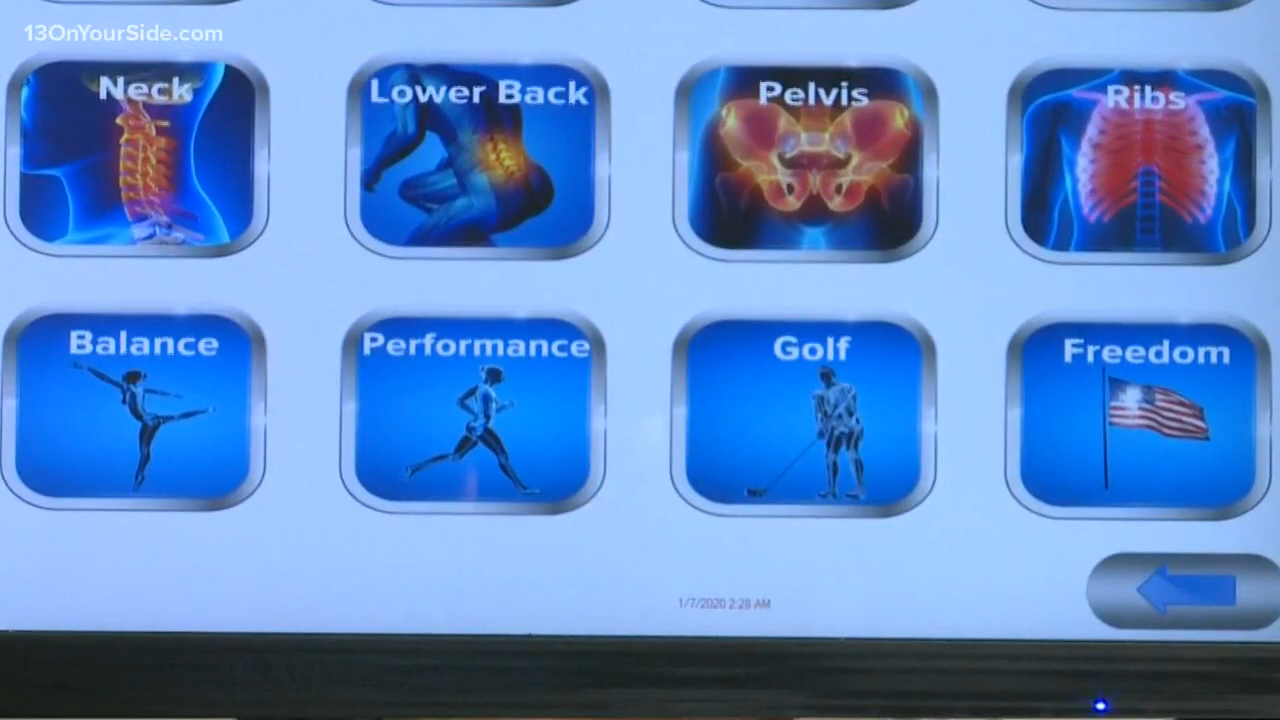 13OnYourSide.com
Neck
Lower Back
Pelvis
Ribs
Balance
Performance
Golf
Freedom
1/7/2020 2:28 AM